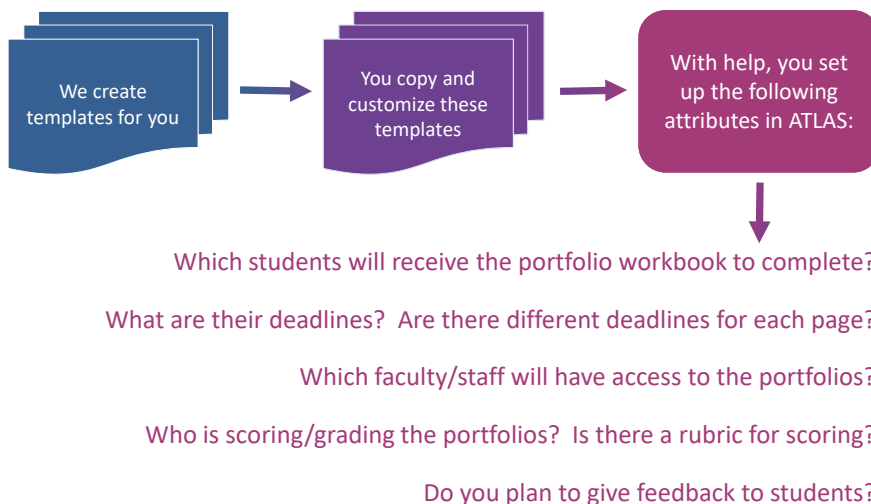 We create
templates for you
You copy and
customize these
templates
With help, you set
up the following
attributes in ATLAS:
Which students will receive the portfolio workbook to complete?
What are their deadlines?  Are there different deadlines for each page?
Which faculty/staff will have access to the portfolios?
Who is scoring/grading the portfolios?  Is there a rubric for scoring?
Do you plan to give feedback to students?